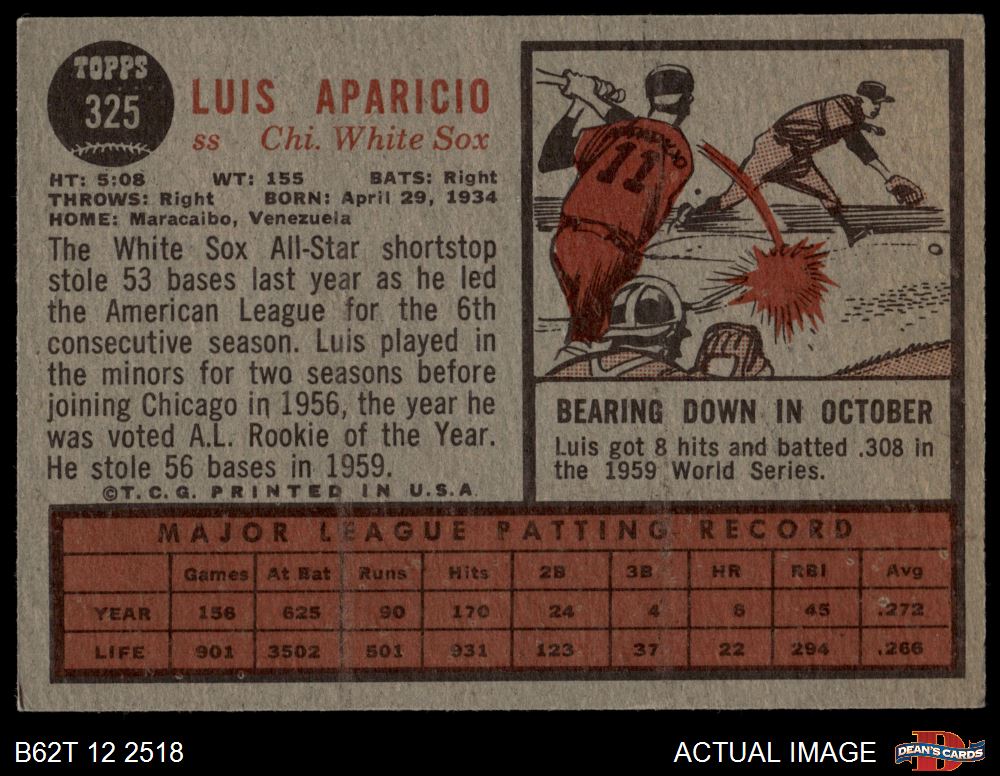 TOPPS
325
LUIS APARICIO
ss Chi. White Sox
HT: 5:08 WT: 155 BATS: Right
THROWS: Right BORN: April 29, 1934
HOME: Maracaibo, Venezuela
The White Sox All-Star shortstop
stole 53 bases last year as he led
the American League for the 6th
consecutive season. Luis played in
the minors for two seasons before
joining Chicago in 1956, the year he
was voted A.L. Rookie of the Year.
He stole 56 bases in 1959.
©T.C.G. PRINTED IN U.S.A.
APARICIO
11
BEARING DOWN IN OCTOBER
Luis got 8 hits and batted .308 in
the 1959 World Series.
MAJOR LEAGUE BATTING RECORD
Games At Bat Runs Hits 2B 3B HR RBI Avg
YEAR 156 625 90 170 24 4 6 45 .272
LIFE 901 3502 501 931 123 37 22 294 .266
B62T 12 2518
ACTUAL IMAGE
DEAN'S CARDS